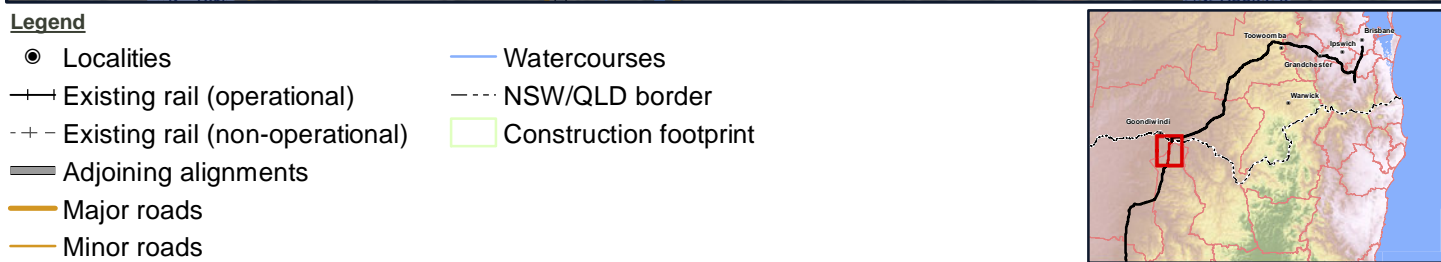 Legend
Localities
Existing rail (operational)
Existing rail (non-operational)
Adjoining alignments
Major roads
Minor roads
Watercourses
NSW/QLD border
Construction footprint
Brisbane
Toowoomba
Ipswich
Grandchester
Warwick
Goondiwindi